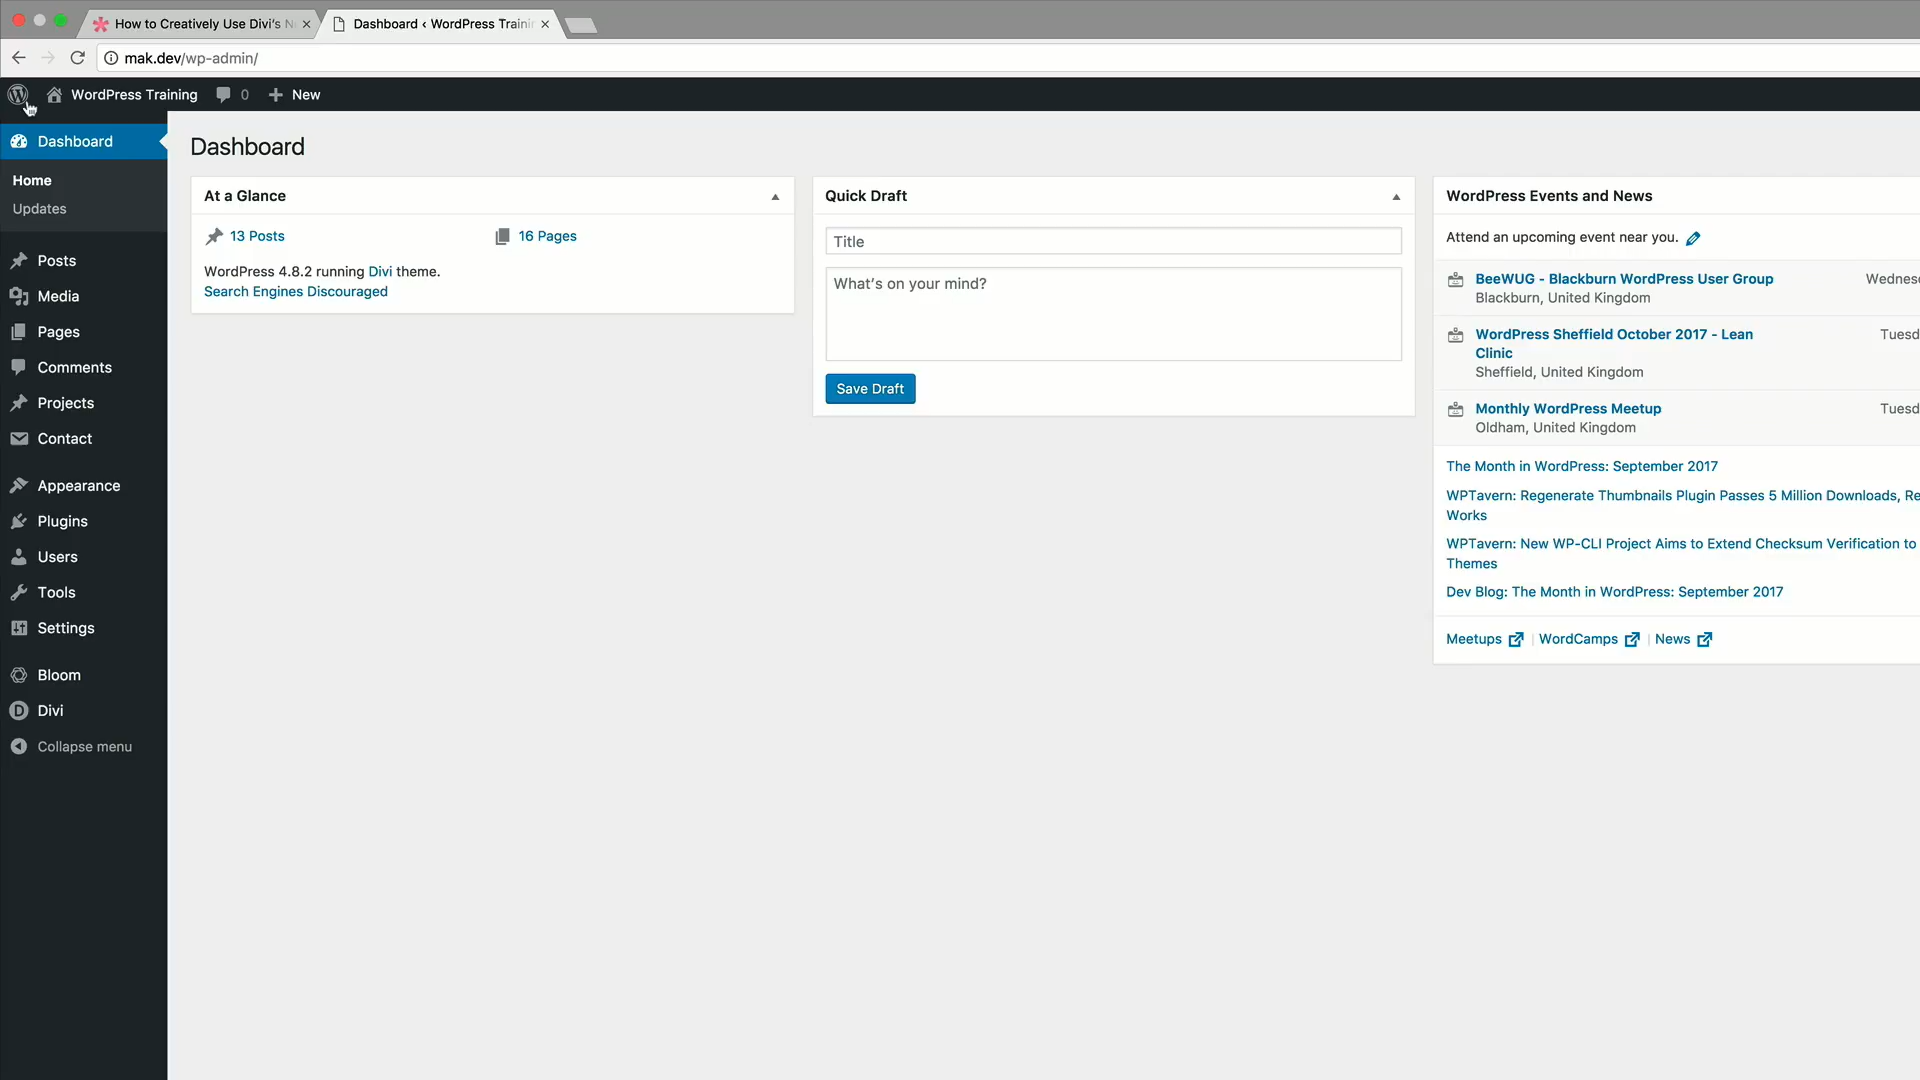 How to Creatively Use Divi's N
Dashboard ‹ WordPress Trainin
mak.dev/wp-admin/
WordPress Training
0
New
Dashboard
Home
Updates
Posts
Media
Pages
Comments
Projects
Contact
Appearance
Plugins
Users
Tools
Settings
Bloom
Divi
Collapse menu
Dashboard
At a Glance
13 Posts
16 Pages
WordPress 4.8.2 running Divi theme.
Search Engines Discouraged
Quick Draft
Title
What's on your mind?
Save Draft
WordPress Events and News
Attend an upcoming event near you.
BeeWUG - Blackburn WordPress User Group
Wednesd
Blackburn, United Kingdom
WordPress Sheffield October 2017 - Lean
Tuesd
Clinic
Sheffield, United Kingdom
Monthly WordPress Meetup
Tuesd
Oldham, United Kingdom
The Month in WordPress: September 2017
WPTavern: Regenerate Thumbnails Plugin Passes 5 Million Downloads, Re
Works
WPTavern: New WP-CLI Project Aims to Extend Checksum Verification to
Themes
Dev Blog: The Month in WordPress: September 2017
Meetups | WordCamps | News